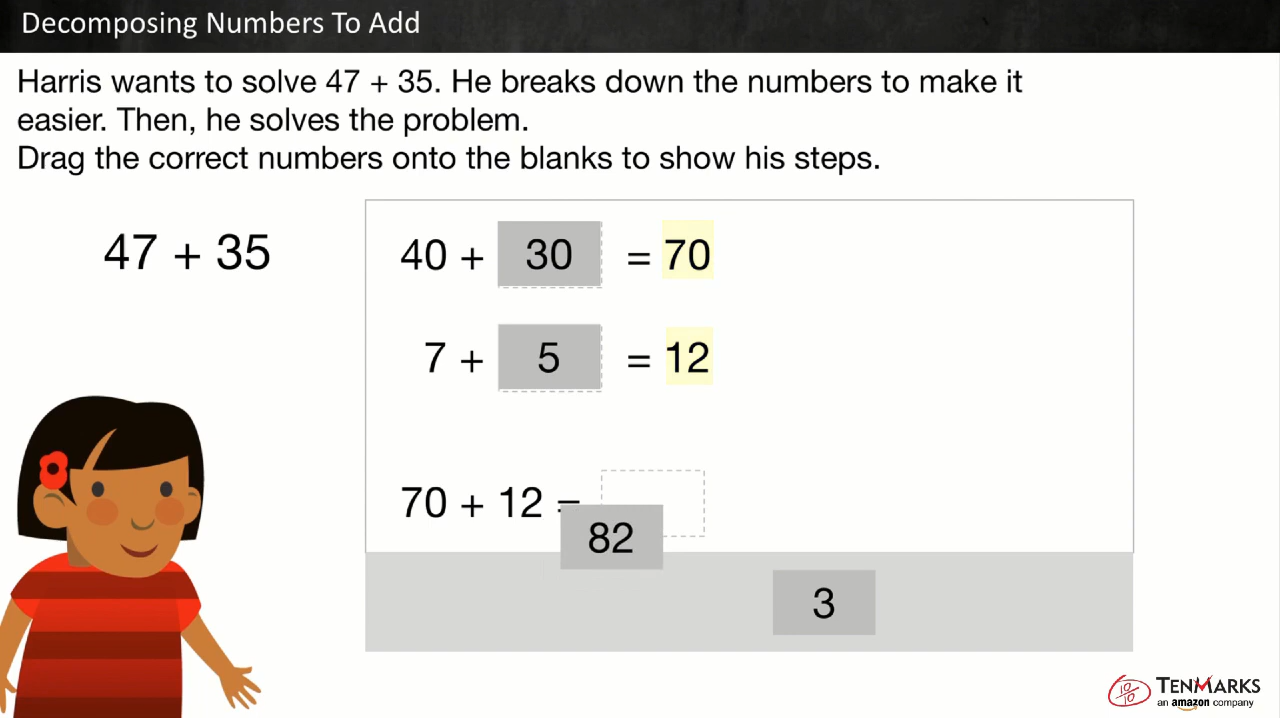 Decomposing Numbers To Add
Harris wants to solve 47 + 35. He breaks down the numbers to make it
easier. Then, he solves the problem.
Drag the correct numbers onto the blanks to show his steps.
47 + 35
40 + 30 = 70
7 + 5 = 12
70 + 12 =
82
3
10/10
TENMARKS
an amazon company